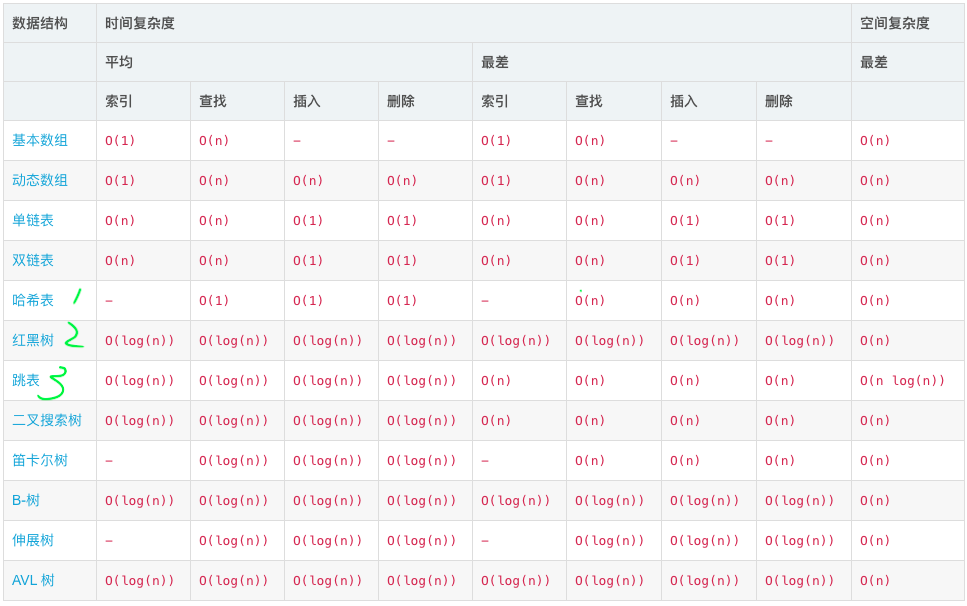 数据结构 时间复杂度 空间复杂度
平均 最差 最差
索引 查找 插入 删除 索引 查找 插入 删除
基本数组 O(1) O(n) – – O(1) O(n) – – O(n)
动态数组 O(1) O(n) O(n) O(n) O(1) O(n) O(n) O(n) O(n)
单链表 O(n) O(n) O(1) O(1) O(n) O(n) O(1) O(1) O(n)
双链表 O(n) O(n) O(1) O(1) O(n) O(n) O(1) O(1) O(n)
哈希表 1 – O(1) O(1) O(1) – O(n) O(n) O(n) O(n)
红黑树 2 O(log(n)) O(log(n)) O(log(n)) O(log(n)) O(log(n)) O(log(n)) O(log(n)) O(log(n)) O(n)
跳表 3 O(log(n)) O(log(n)) O(log(n)) O(log(n)) O(n) O(n) O(n) O(n) O(n log(n))
二叉搜索树 O(log(n)) O(log(n)) O(log(n)) O(log(n)) O(n) O(n) O(n) O(n) O(n)
笛卡尔树 – O(log(n)) O(log(n)) O(log(n)) – O(n) O(n) O(n) O(n)
B-树 O(log(n)) O(log(n)) O(log(n)) O(log(n)) O(log(n)) O(log(n)) O(log(n)) O(log(n)) O(n)
伸展树 – O(log(n)) O(log(n)) O(log(n)) – O(log(n)) O(log(n)) O(log(n)) O(n)
AVL 树 O(log(n)) O(log(n)) O(log(n)) O(log(n)) O(log(n)) O(log(n)) O(log(n)) O(log(n)) O(n)